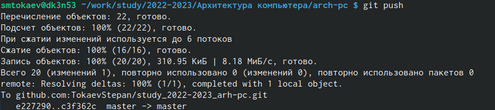 smtokaev@dk3n53 ~/work/study/2022-2023/Архитектура компьютера/arch-pc $ git push
Перечисление объектов: 22, готово.
Подсчет объектов: 100% (22/22), готово.
При сжатии изменений используется до 6 потоков
Сжатие объектов: 100% (16/16), готово.
Запись объектов: 100% (20/20), 310.95 КиБ | 8.18 МиБ/с, готово.
Всего 20 (изменений 1), повторно использовано 0 (изменений 0), повторно использовано пакетов 0
remote: Resolving deltas: 100% (1/1), completed with 1 local object.
To github.com:TokaevStepan/study_2022-2023_arh-pc.git
e227290..c3f362c master -> master